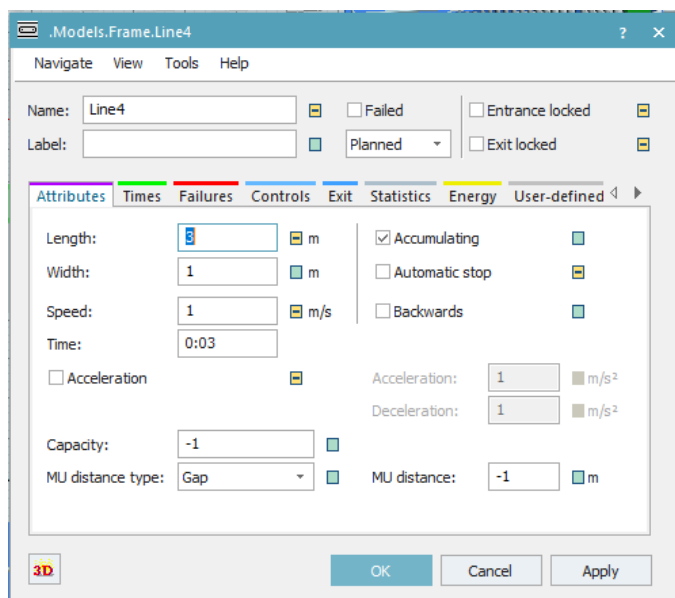 .Models.Frame.Line4 ? ×
Navigate View Tools Help
Name: Line4 Failed Entrance locked
Label: Planned Exit locked
Attributes Times Failures Controls Exit Statistics Energy User-defined
Length: 3 m Accumulating
Width: 1 m Automatic stop
Speed: 1 m/s Backwards
Time: 0:03
Acceleration Acceleration: 1 m/s²
Deceleration: 1 m/s²
Capacity: -1
MU distance type: Gap MU distance: -1 m
3D OK Cancel Apply